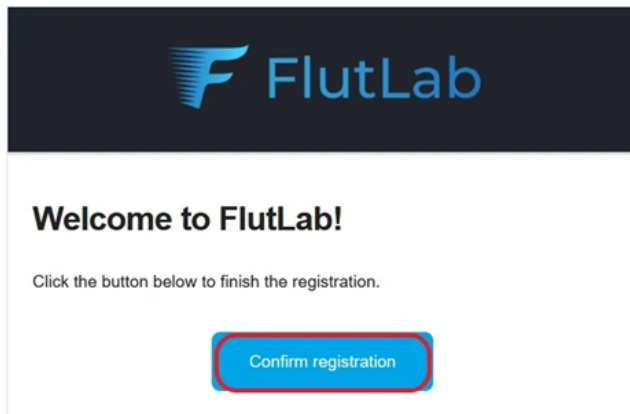 FlutLab
Welcome to FlutLab!
Click the button below to finish the registration.
Confirm registration